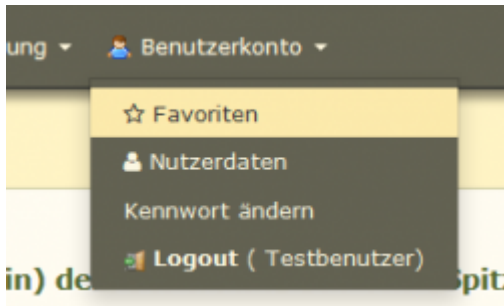 ung Benutzerkonto
Favoriten
Nutzerdaten
Kennwort ändern
Logout ( Testbenutzer)
in) de Spit